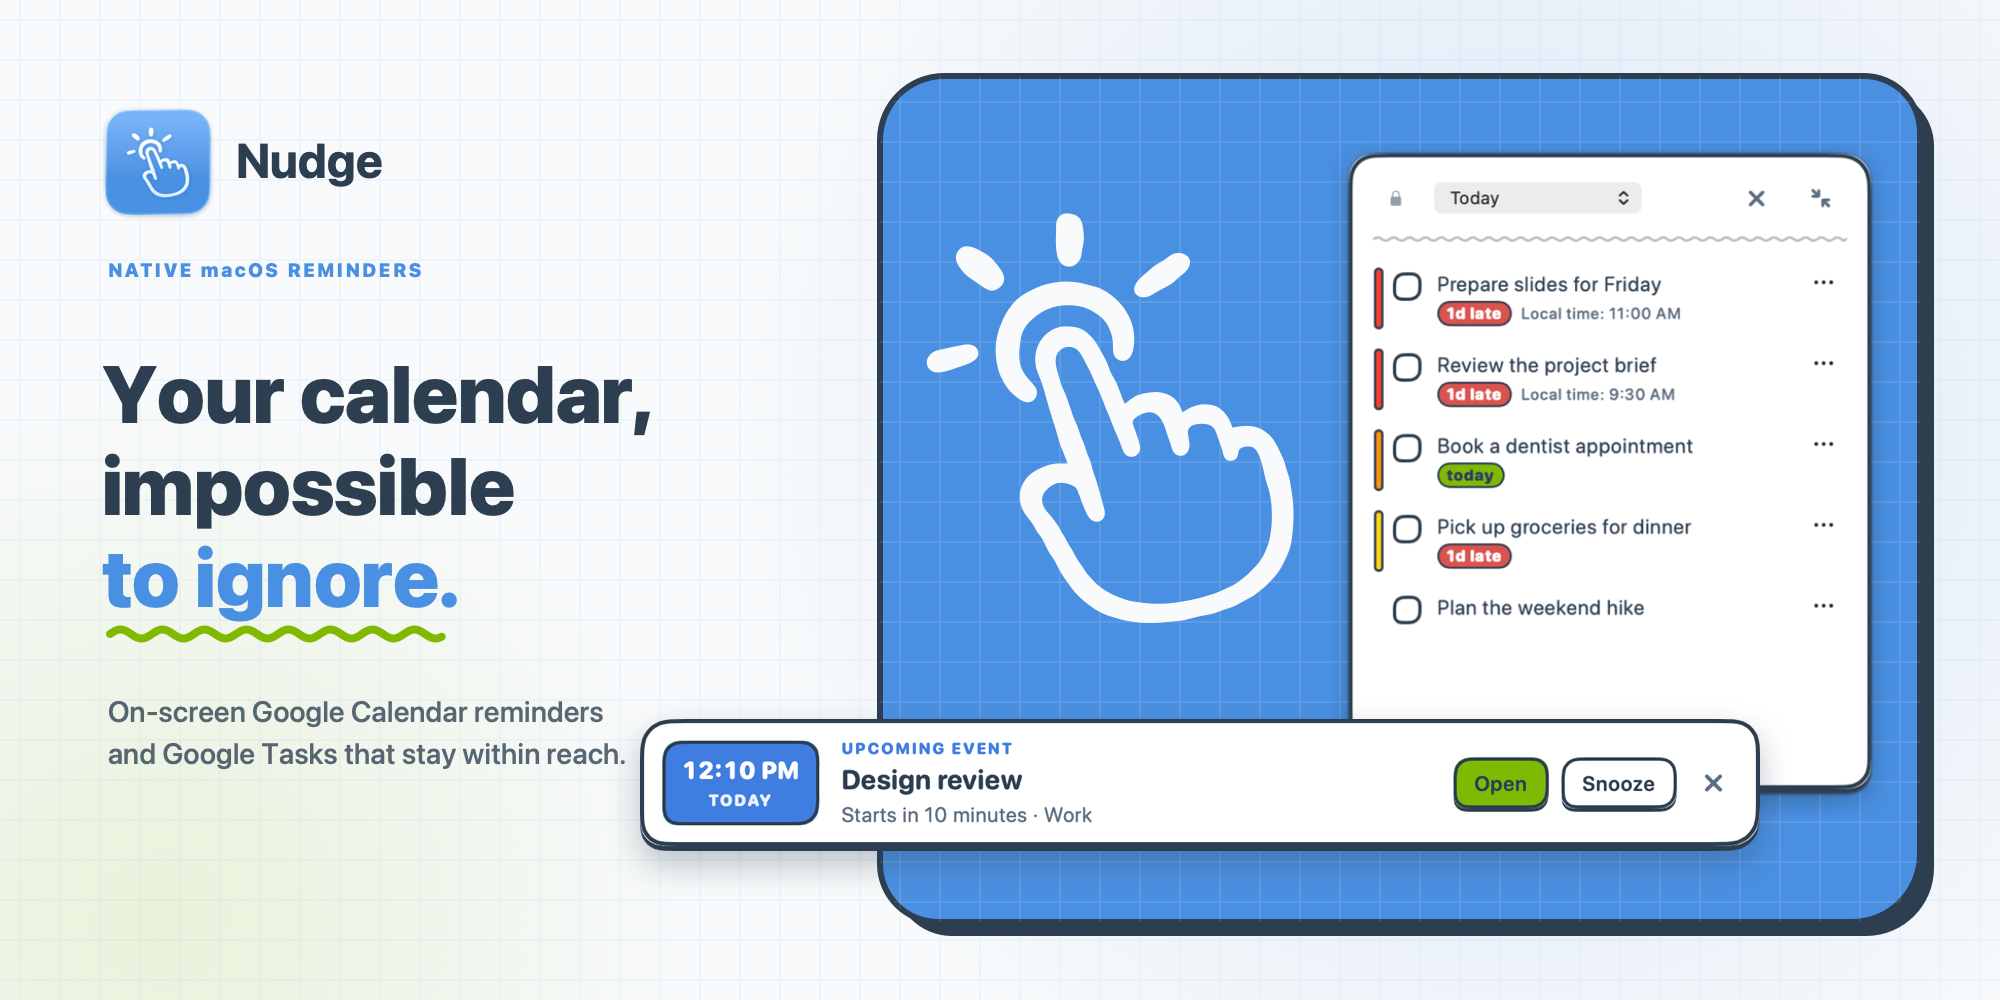 Nudge
NATIVE macOS REMINDERS
Your calendar,
impossible
to ignore.
On-screen Google Calendar reminders
and Google Tasks that stay within reach.
Today
Prepare slides for Friday
1d late Local time: 11:00 AM
Review the project brief
1d late Local time: 9:30 AM
Book a dentist appointment
today
Pick up groceries for dinner
1d late
Plan the weekend hike
12:10 PM
TODAY
UPCOMING EVENT
Design review
Starts in 10 minutes · Work
Open
Snooze